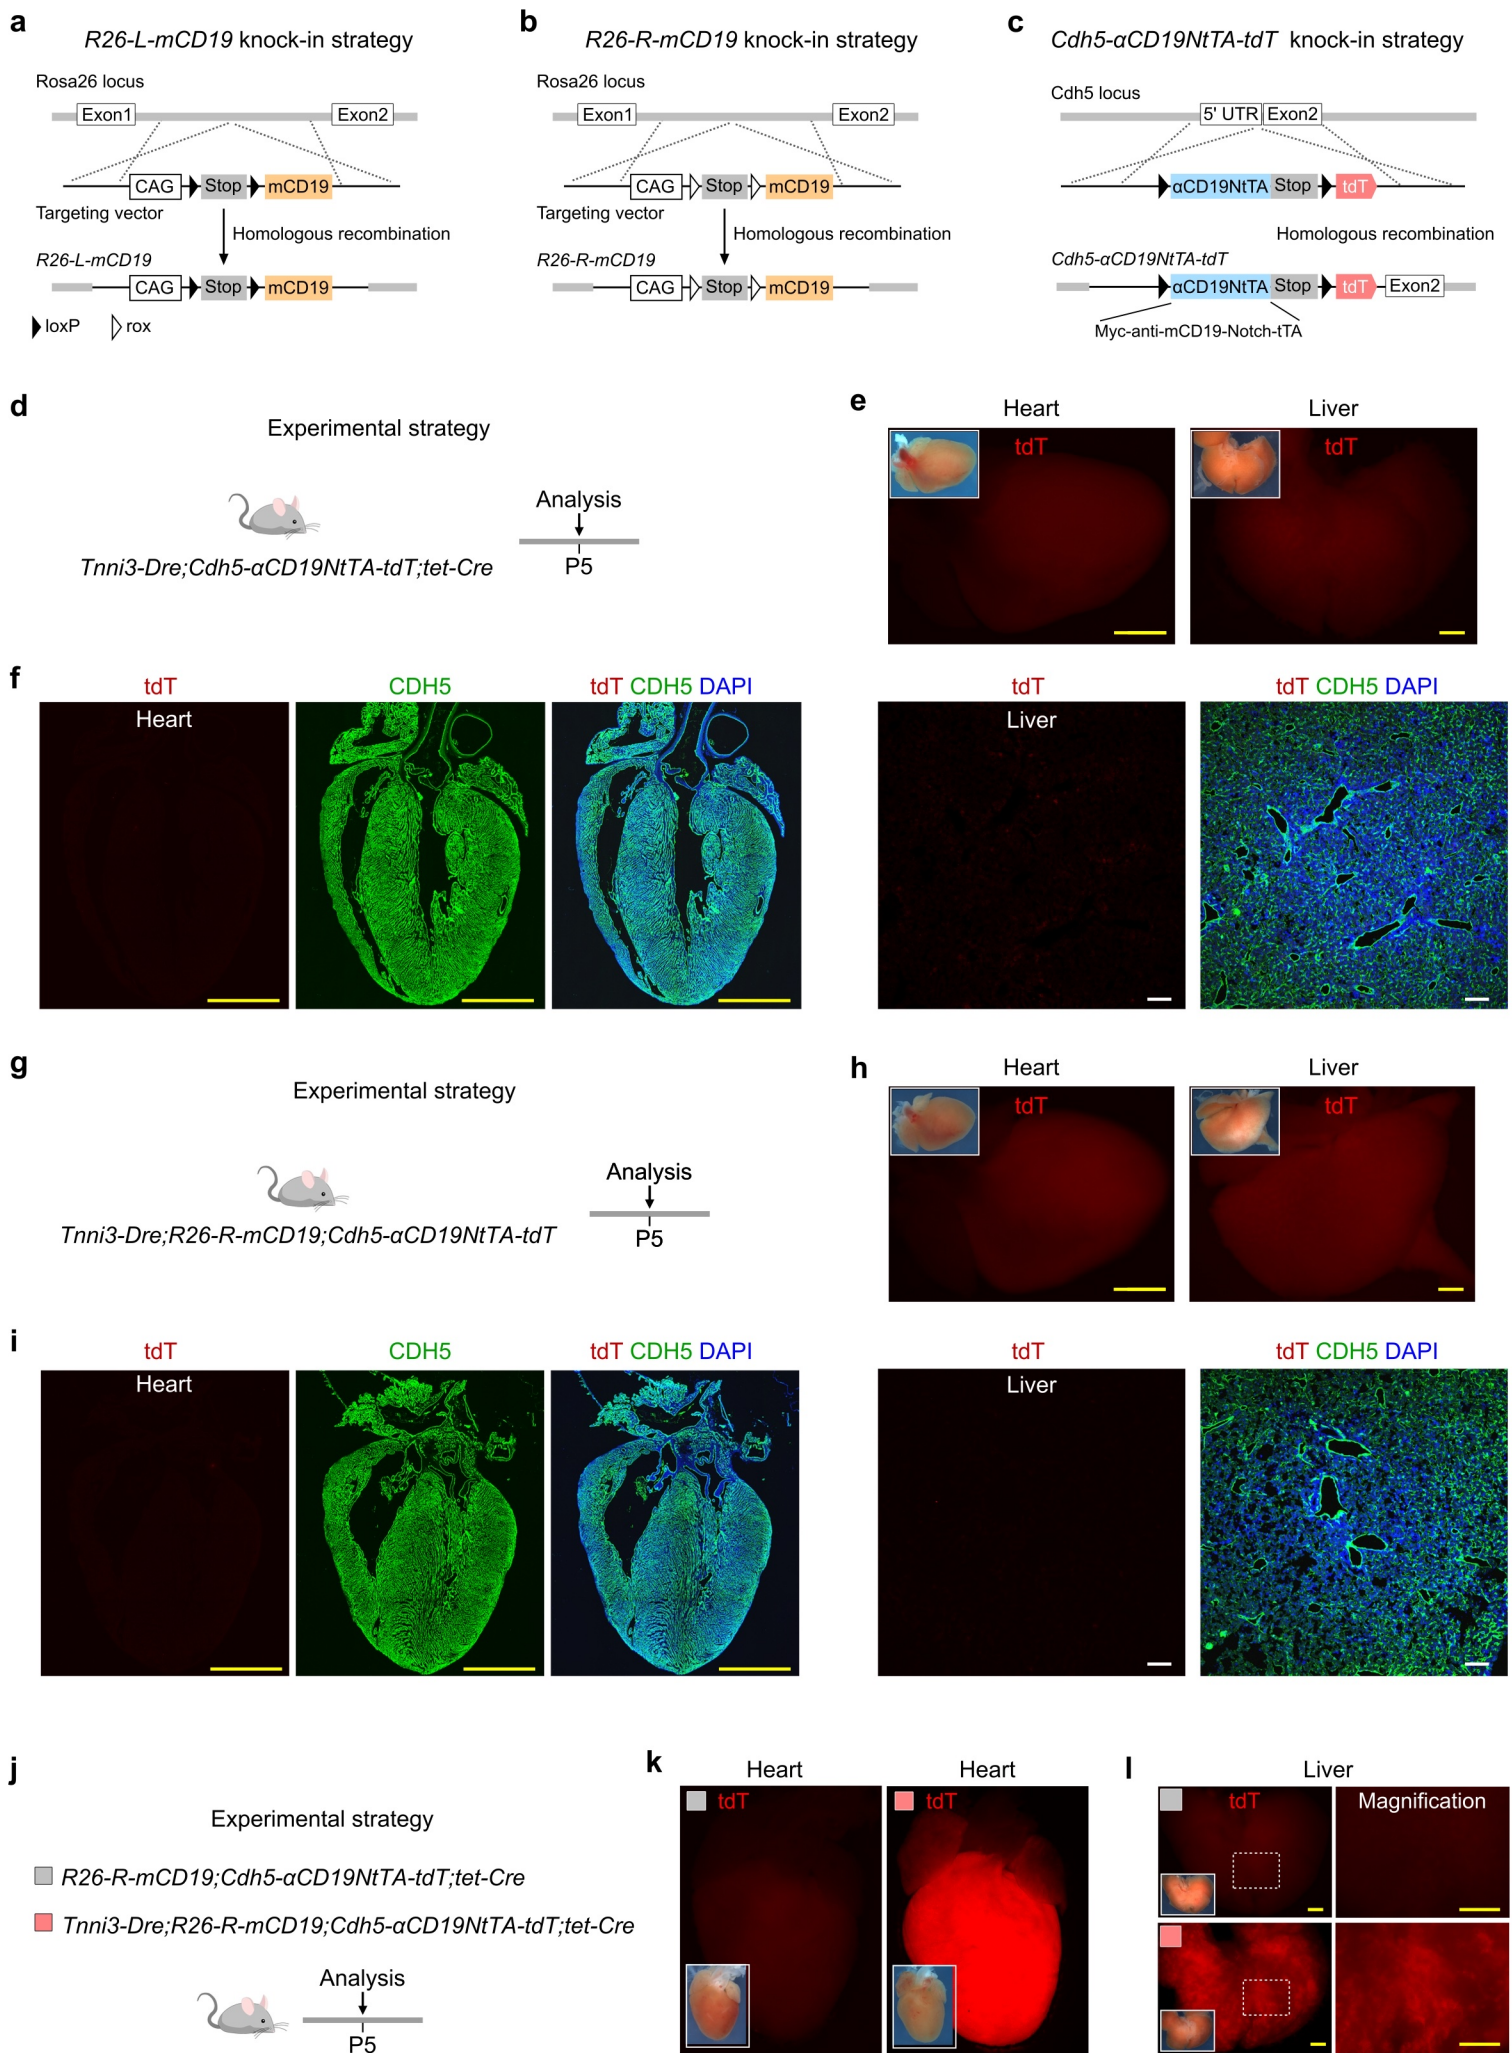 a
R26-L-mCD19 knock-in strategy
Rosa26 locus
Exon1
Exon2
CAG
Stop
mCD19
Targeting vector
Homologous recombination
R26-L-mCD19
CAG
Stop
mCD19
loxP
rox
b
R26-R-mCD19 knock-in strategy
Rosa26 locus
Exon1
Exon2
CAG
Stop
mCD19
Targeting vector
Homologous recombination
R26-R-mCD19
CAG
Stop
mCD19
c
Cdh5-αCD19NtTA-tdT knock-in strategy
Cdh5 locus
5' UTR
Exon2
αCD19NtTA
Stop
tdT
Homologous recombination
Cdh5-αCD19NtTA-tdT
αCD19NtTA
Stop
tdT
Exon2
Myc-anti-mCD19-Notch-tTA
d
Experimental strategy
Analysis
Tnni3-Dre;Cdh5-αCD19NtTA-tdT;tet-Cre
P5
e
Heart
Liver
tdT
tdT
f
tdT
CDH5
tdT CDH5 DAPI
tdT
tdT CDH5 DAPI
Heart
Liver
g
Experimental strategy
Analysis
Tnni3-Dre;R26-R-mCD19;Cdh5-αCD19NtTA-tdT
P5
h
Heart
Liver
tdT
tdT
i
tdT
CDH5
tdT CDH5 DAPI
tdT
tdT CDH5 DAPI
Heart
Liver
j
Experimental strategy
R26-R-mCD19;Cdh5-αCD19NtTA-tdT;tet-Cre
Tnni3-Dre;R26-R-mCD19;Cdh5-αCD19NtTA-tdT;tet-Cre
Analysis
P5
k
Heart
Heart
tdT
tdT
l
Liver
tdT
Magnification